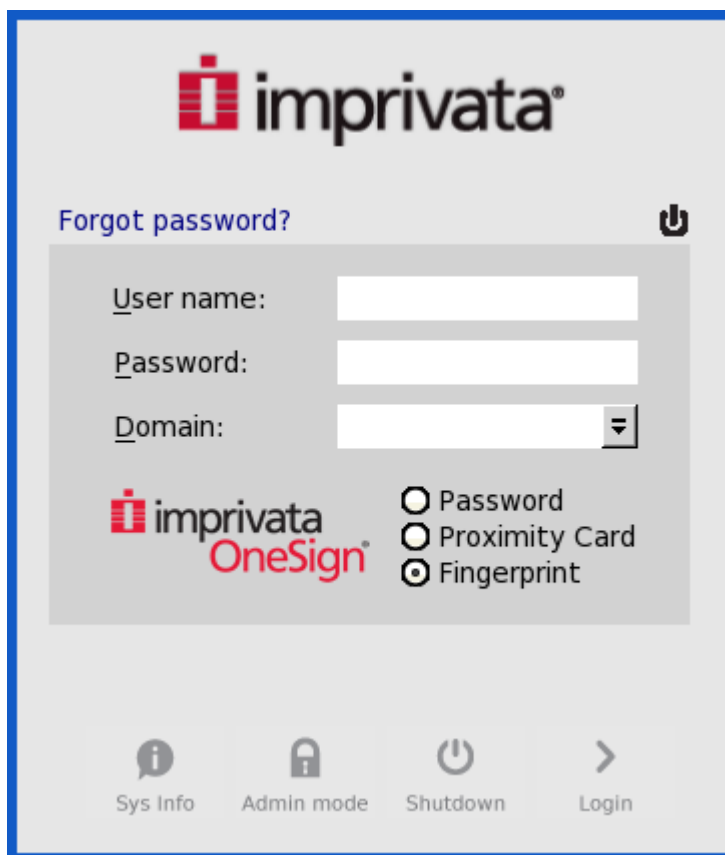 imprivata®
Forgot password?
User name:
Password:
Domain:
imprivata
OneSign®
Password
Proximity Card
Fingerprint
Sys Info
Admin mode
Shutdown
Login